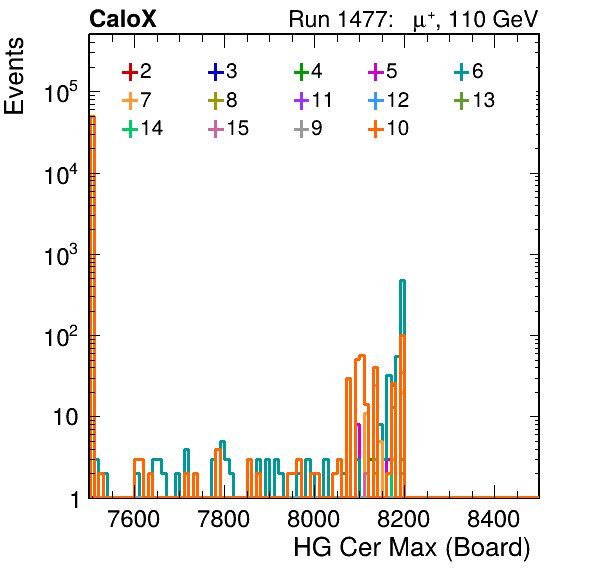 CaloX Run 1477: μ⁺, 110 GeV
Events
2 3 4 5 6
7 8 11 12 13
14 15 9 10
10⁵
10⁴
10³
10²
10
1
7600 7800 8000 8200 8400
HG Cer Max (Board)